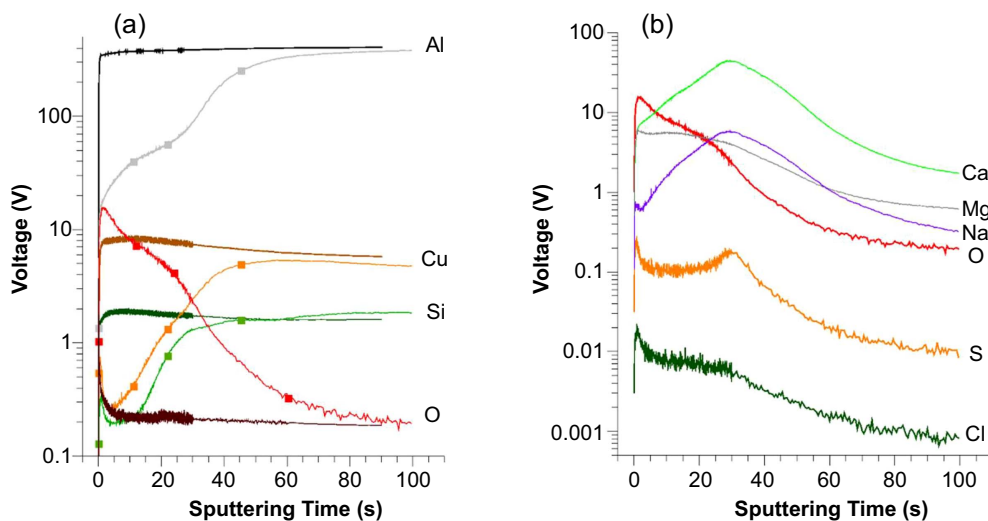 (a)
Al
100
10
1
0.1
Cu
Si
O
0 20 40 60 80 100
Voltage (V)
Sputtering Time (s)
(b)
100
10
1
0.1
0.01
0.001
Ca
Mg
Na
O
S
Cl
0 20 40 60 80 100
Voltage (V)
Sputtering Time (s)